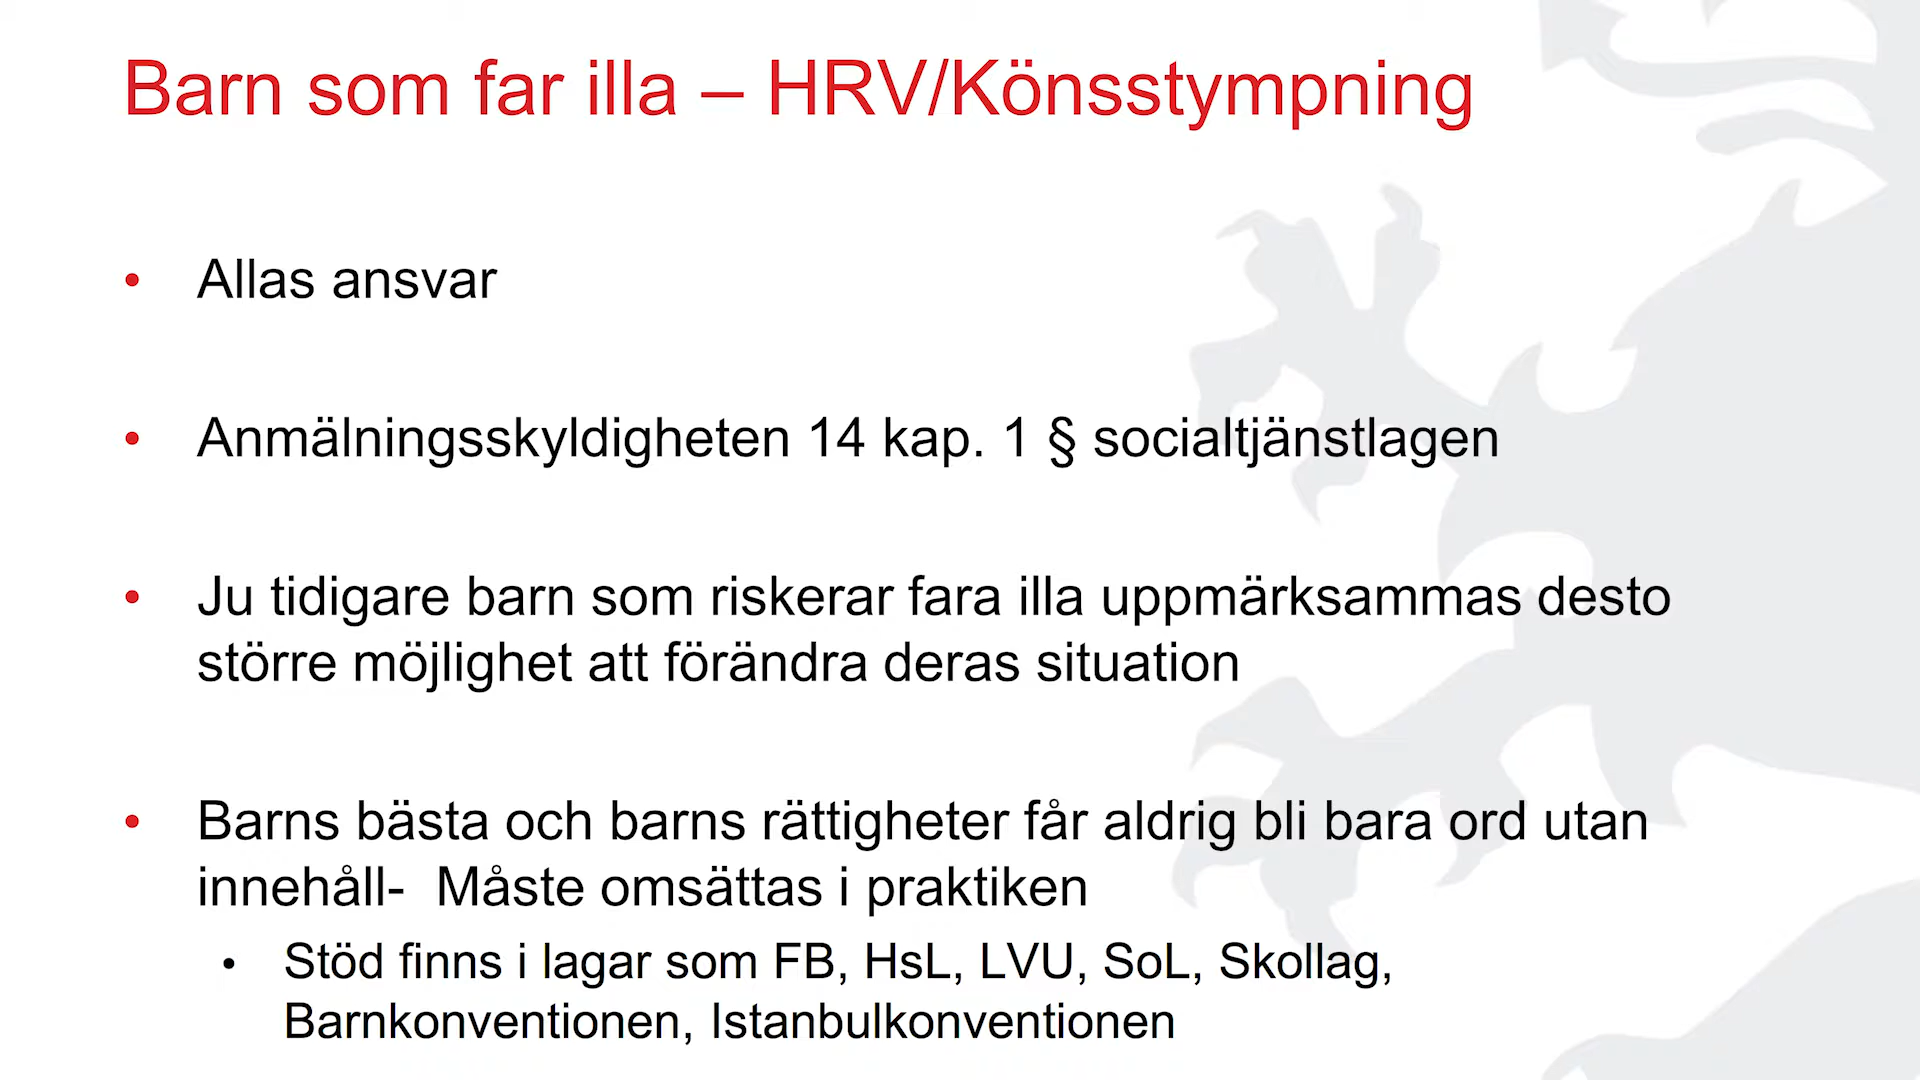 Barn som far illa – HRV/Könsstympning
• Allas ansvar
• Anmälningsskyldigheten 14 kap. 1 § socialtjänstlagen
• Ju tidigare barn som riskerar fara illa uppmärksammas desto
större möjlighet att förändra deras situation
• Barns bästa och barns rättigheter får aldrig bli bara ord utan
innehåll-  Måste omsättas i praktiken
• Stöd finns i lagar som FB, HsL, LVU, SoL, Skollag,
Barnkonventionen, Istanbulkonventionen